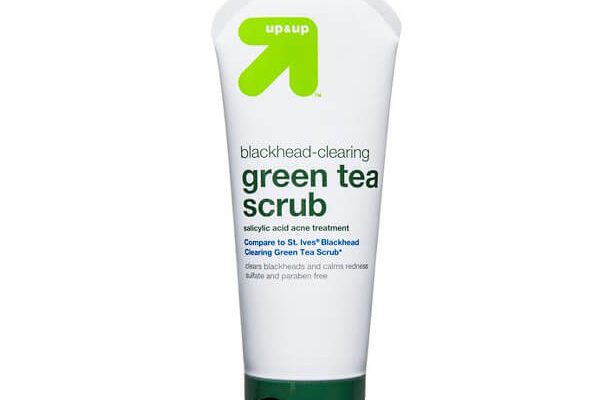 up&up
™
blackhead-clearing
green tea
scrub
salicylic acid acne treatment
Compare to St. Ives® Blackhead
Clearing Green Tea Scrub*
clears blackheads and calms redness
sulfate and paraben free